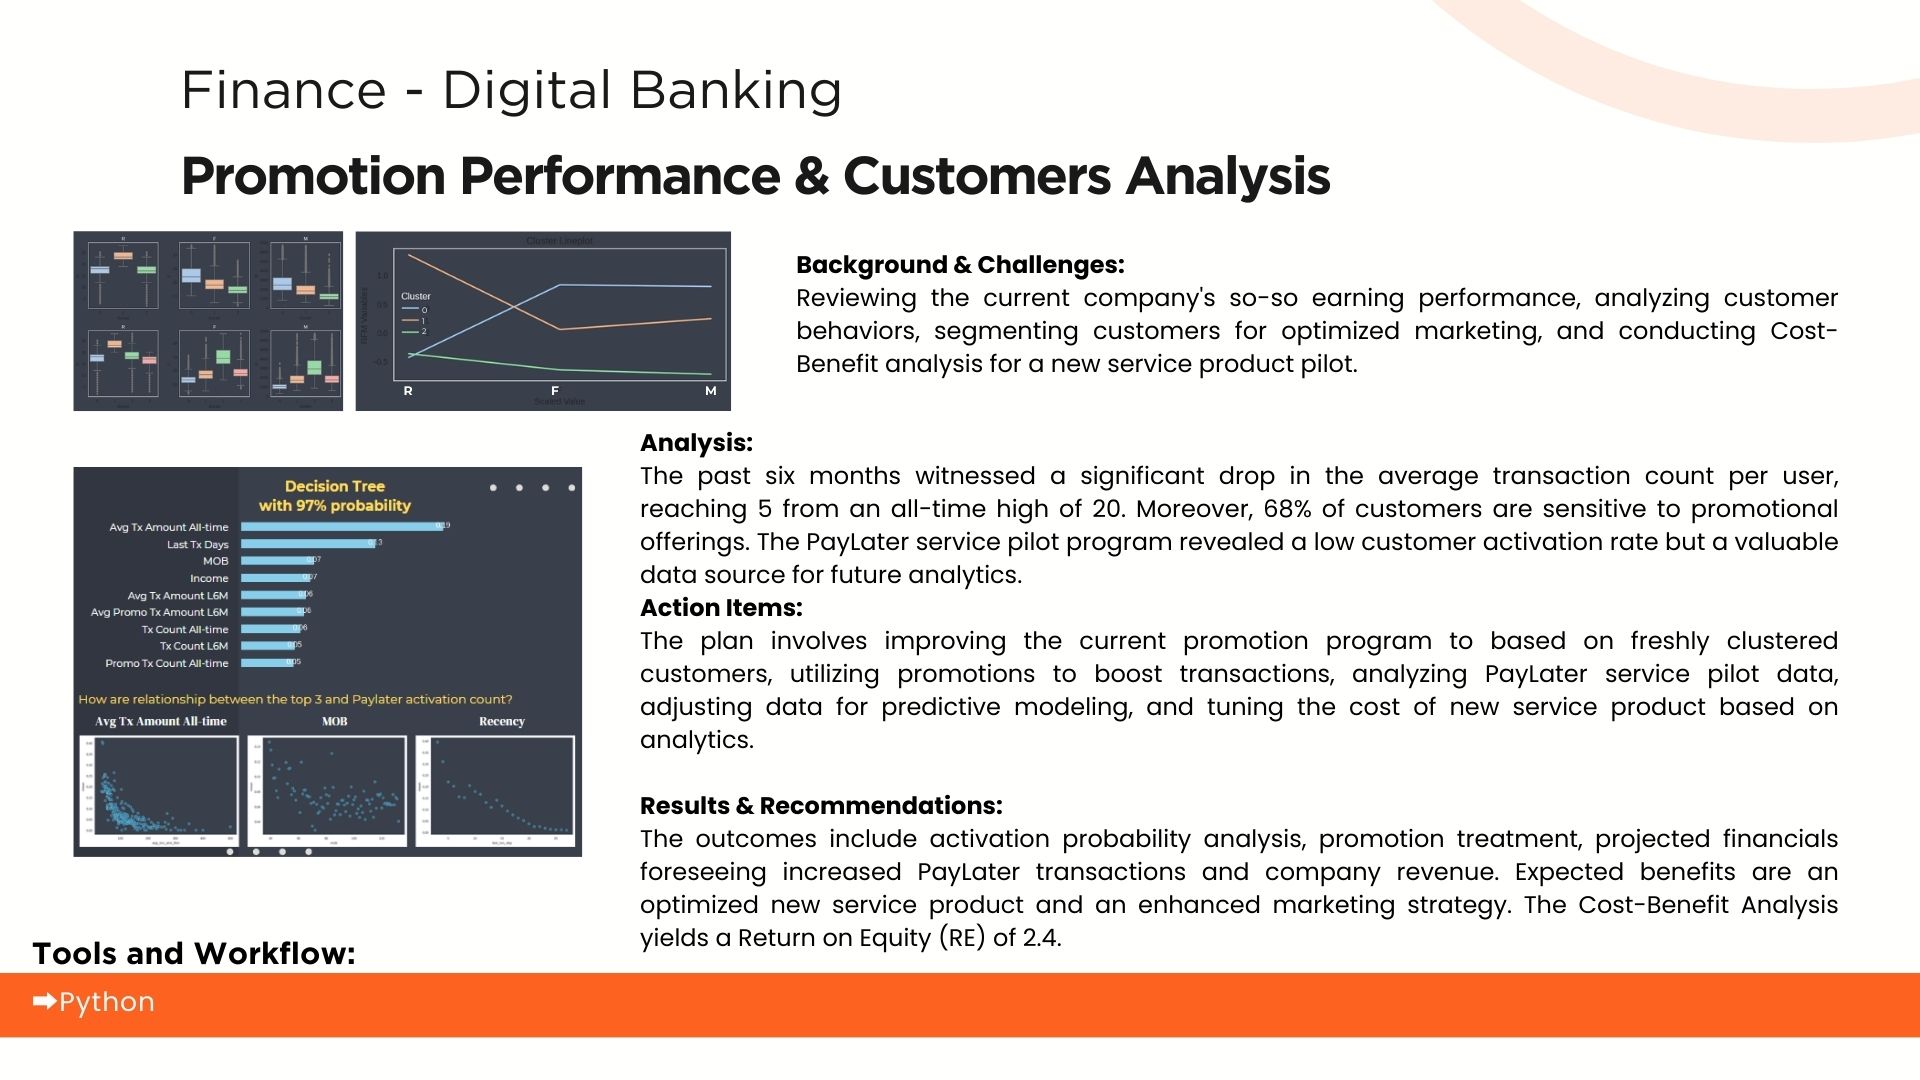 Finance - Digital Banking
Promotion Performance & Customers Analysis
R
F
M
R
F
M
Cluster Lineplot
RFM Variables
1.0
0.5
0.0
-0.5
Cluster
0
1
2
R F M
Scaled Value
Background & Challenges:
Reviewing the current company's so-so earning performance, analyzing customer
behaviors, segmenting customers for optimized marketing, and conducting Cost-
Benefit analysis for a new service product pilot.
Decision Tree
with 97% probability
Avg Tx Amount All-time 0.19
Last Tx Days 0.13
MOB 0.07
Income 0.07
Avg Tx Amount L6M 0.06
Avg Promo Tx Amount L6M 0.06
Tx Count All-time 0.06
Tx Count L6M 0.05
Promo Tx Count All-time 0.05
How are relationship between the top 3 and Paylater activation count?
Avg Tx Amount All-time MOB Recency
Analysis:
The past six months witnessed a significant drop in the average transaction count per user,
reaching 5 from an all-time high of 20. Moreover, 68% of customers are sensitive to promotional
offerings. The PayLater service pilot program revealed a low customer activation rate but a valuable
data source for future analytics.
Action Items:
The plan involves improving the current promotion program to based on freshly clustered
customers, utilizing promotions to boost transactions, analyzing PayLater service pilot data,
adjusting data for predictive modeling, and tuning the cost of new service product based on
analytics.
Results & Recommendations:
The outcomes include activation probability analysis, promotion treatment, projected financials
foreseeing increased PayLater transactions and company revenue. Expected benefits are an
optimized new service product and an enhanced marketing strategy. The Cost-Benefit Analysis
yields a Return on Equity (RE) of 2.4.
Tools and Workflow:
➡Python